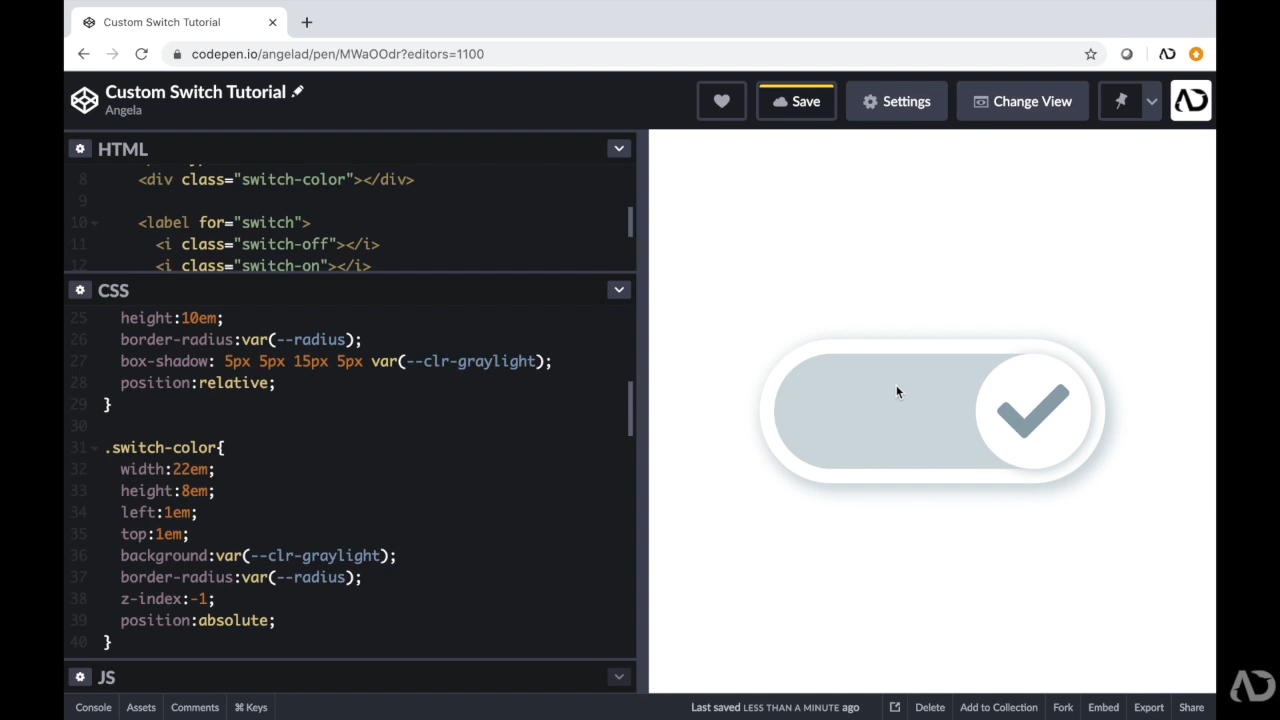 Custom Switch Tutorial
codepen.io/angelad/pen/MWaOOdr?editors=1100
Custom Switch Tutorial
Angela
Save
Settings
Change View
HTML
8 <div class="switch-color"></div>
9
10 <label for="switch">
11 <i class="switch-off"></i>
12 <i class="switch-on"></i>
CSS
25 height:10em;
26 border-radius:var(--radius);
27 box-shadow: 5px 5px 15px 5px var(--clr-graylight);
28 position:relative;
29 }
30
31 .switch-color{
32 width:22em;
33 height:8em;
34 left:1em;
35 top:1em;
36 background:var(--clr-graylight);
37 border-radius:var(--radius);
38 z-index:-1;
39 position:absolute;
40 }
JS
Console Assets Comments ⌘ Keys Last saved LESS THAN A MINUTE ago Delete Add to Collection Fork Embed Export Share